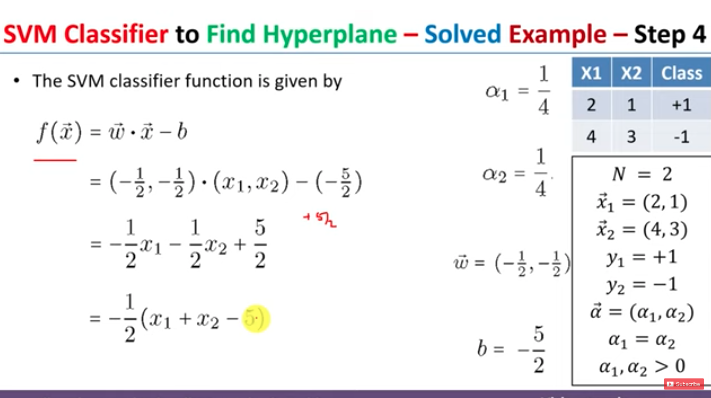 SVM Classifier to Find Hyperplane – Solved Example – Step 4
• The SVM classifier function is given by
f(x⃗) = w⃗ · x⃗ − b
= (−1/2, −1/2) · (x₁, x₂) − (−5/2)
+ 5/2
= −1/2 x₁ − 1/2 x₂ + 5/2
= −1/2 (x₁ + x₂ − 5)
α₁ = 1/4
α₂ = 1/4.
w⃗ = (−1/2, −1/2)
b = − 5/2
X1 X2 Class
2 1 +1
4 3 -1
N = 2
x⃗₁ = (2, 1)
x⃗₂ = (4, 3)
y₁ = +1
y₂ = −1
α⃗ = (α₁, α₂)
α₁ = α₂
α₁, α₂ > 0
Subscribe